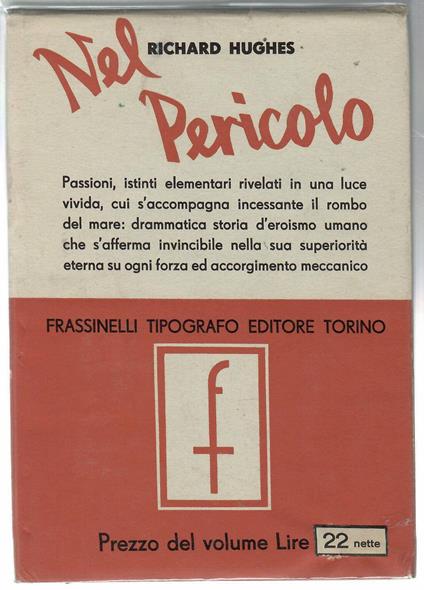 RICHARD HUGHES
Nel
Pericolo
Passioni, istinti elementari rivelati in una luce
vivida, cui s'accompagna incessante il rombo
del mare: drammatica storia d'eroismo umano
che s'afferma invincibile nella sua superiorità
eterna su ogni forza ed accorgimento meccanico
FRASSINELLI TIPOGRAFO EDITORE TORINO
f
Prezzo del volume Lire 22 nette